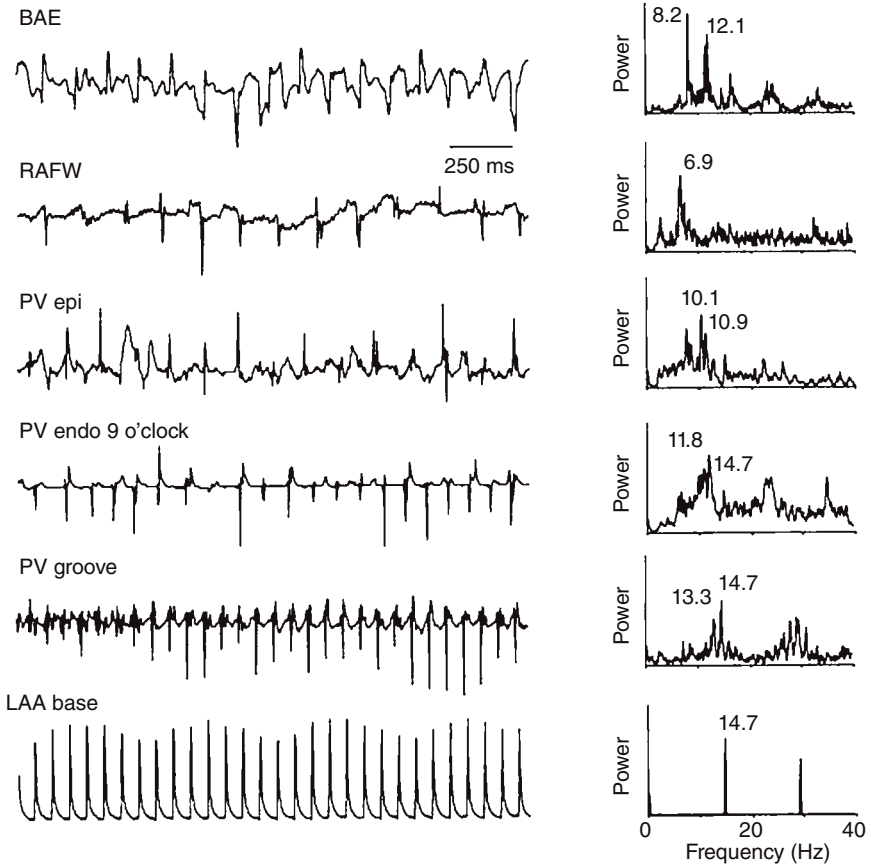 BAE
Power
8.2
12.1
250 ms
RAFW
Power
6.9
PV epi
Power
10.1
10.9
PV endo 9 o’clock
Power
11.8
14.7
PV groove
Power
13.3
14.7
LAA base
Power
14.7
0 20 40
Frequency (Hz)